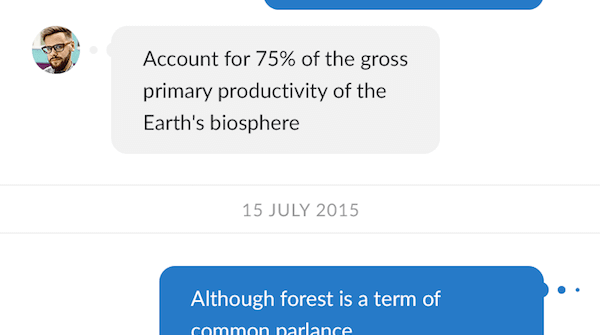 Account for 75% of the gross
primary productivity of the
Earth's biosphere
15 JULY 2015
Although forest is a term of
common parlance